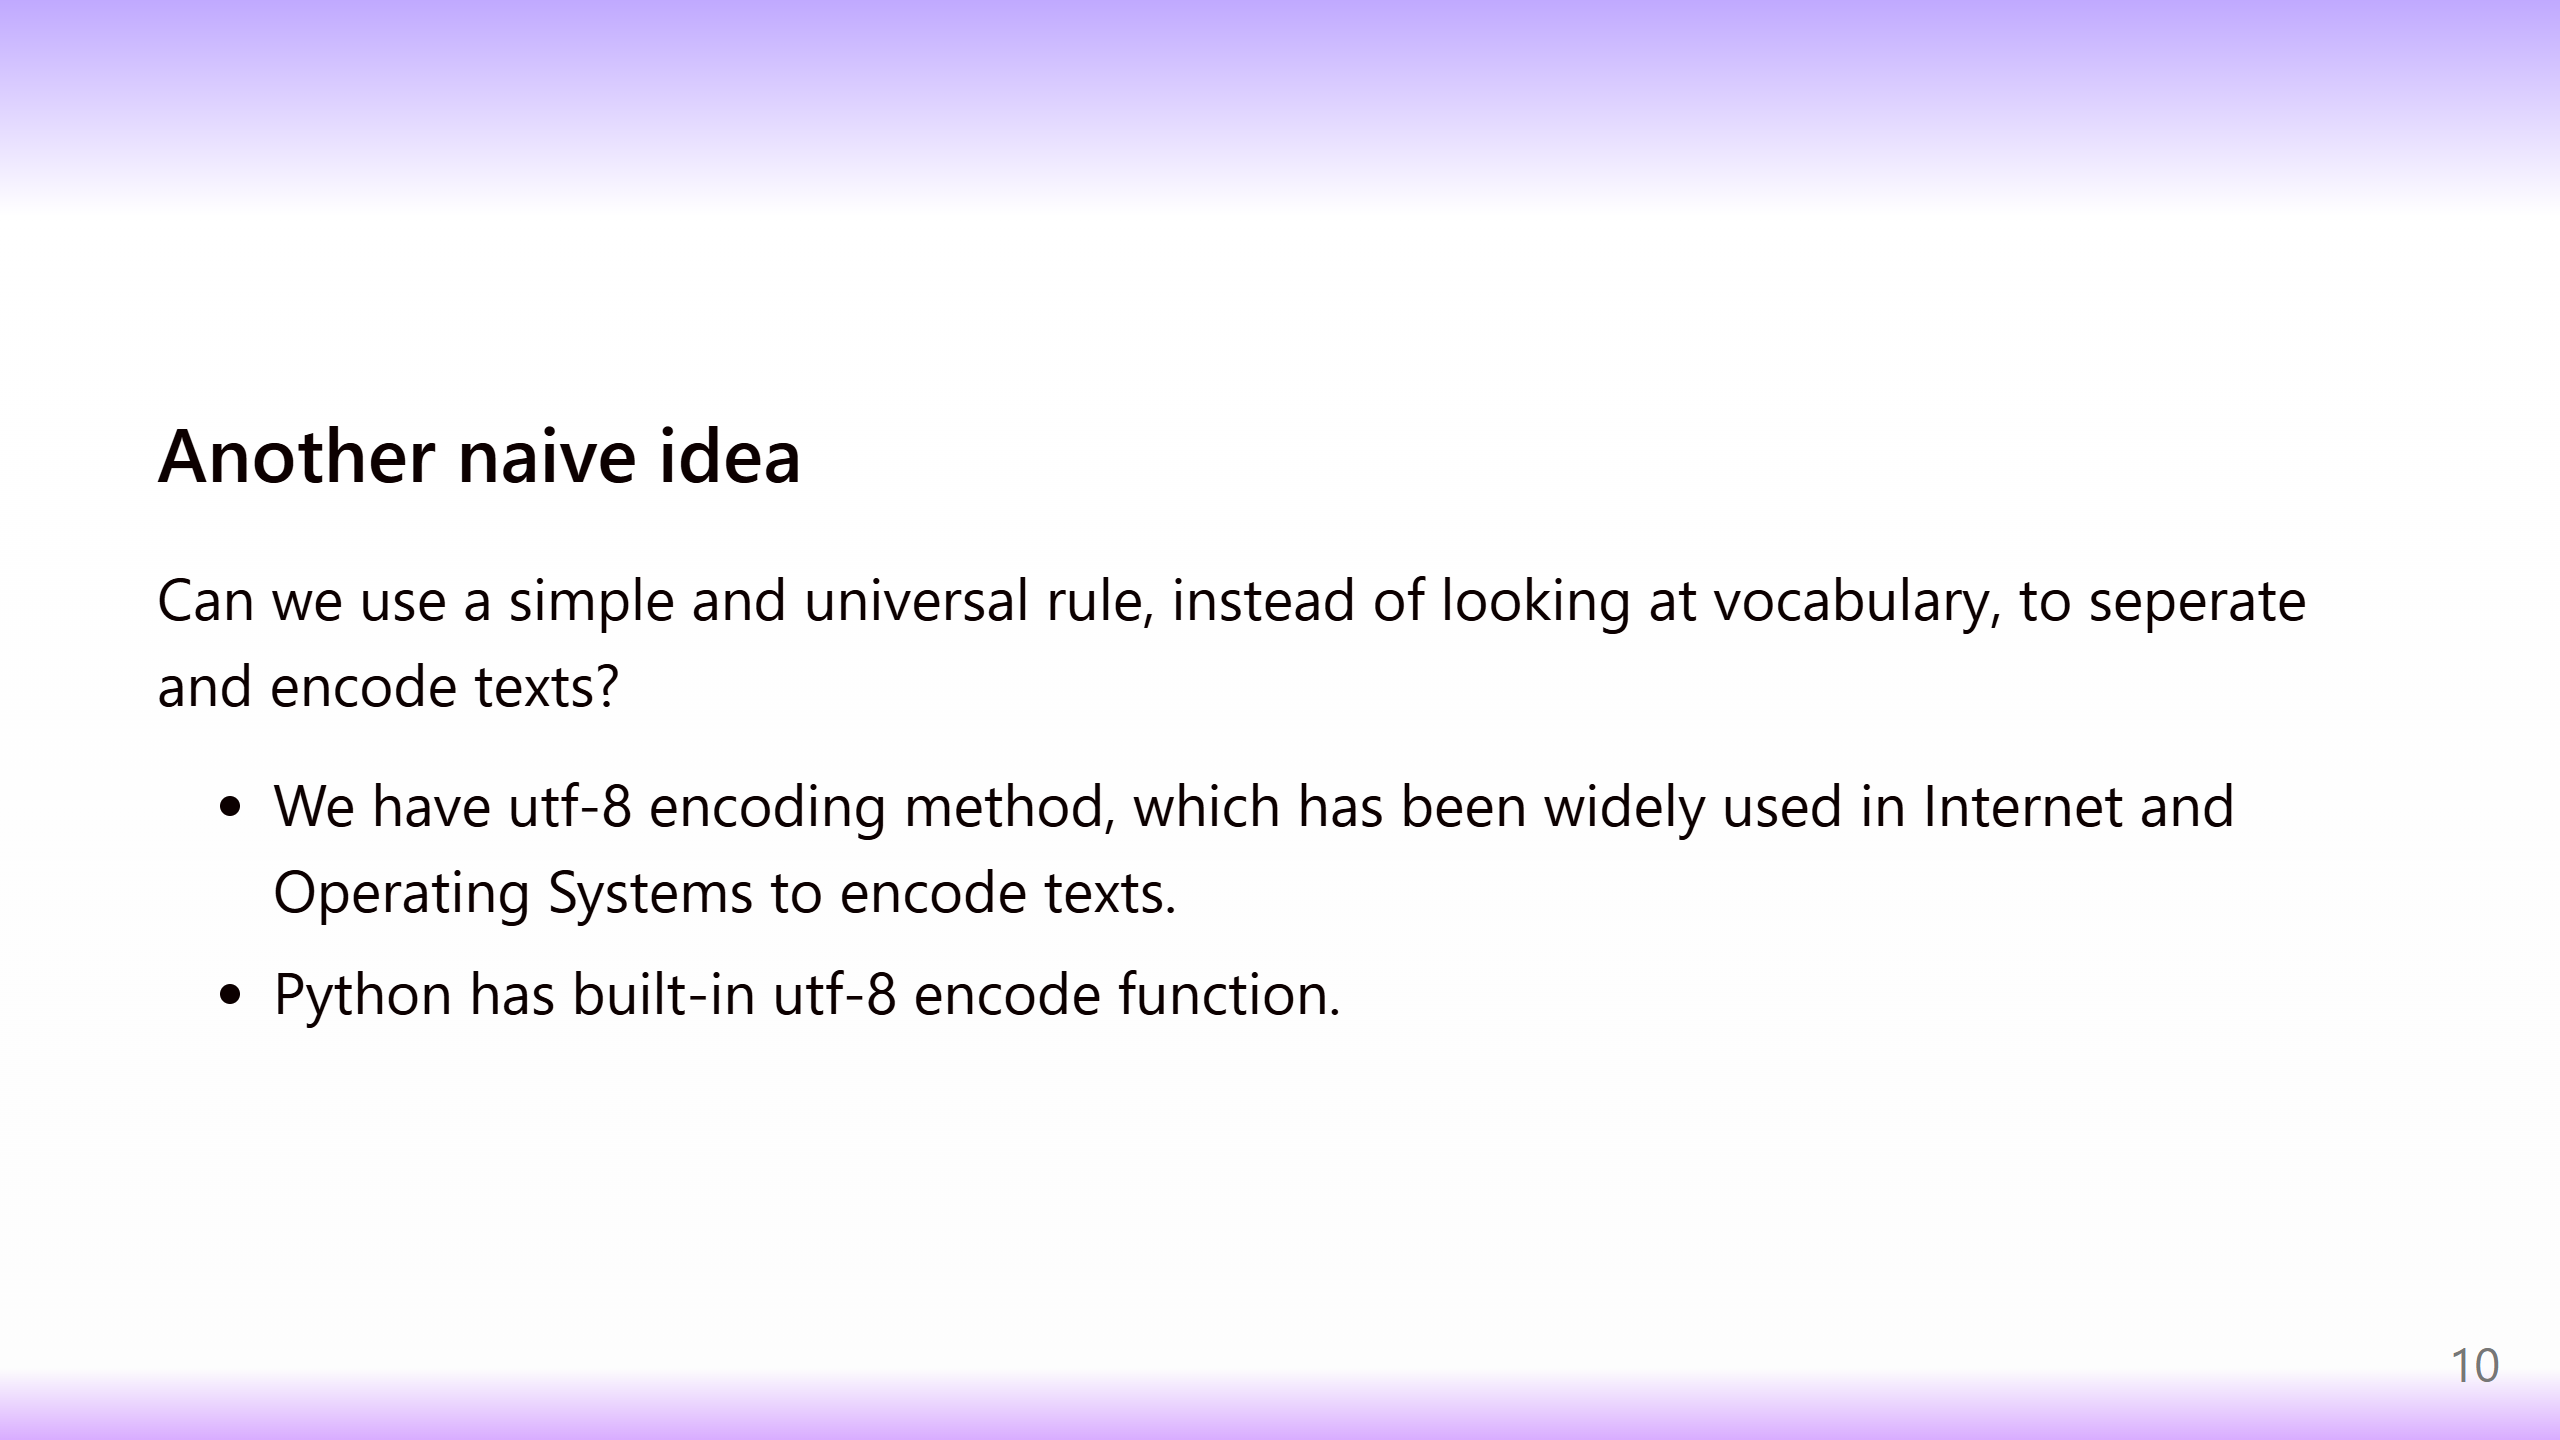 Another naive idea
Can we use a simple and universal rule, instead of looking at vocabulary, to seperate
and encode texts?
• We have utf-8 encoding method, which has been widely used in Internet and
Operating Systems to encode texts.
• Python has built-in utf-8 encode function.
10